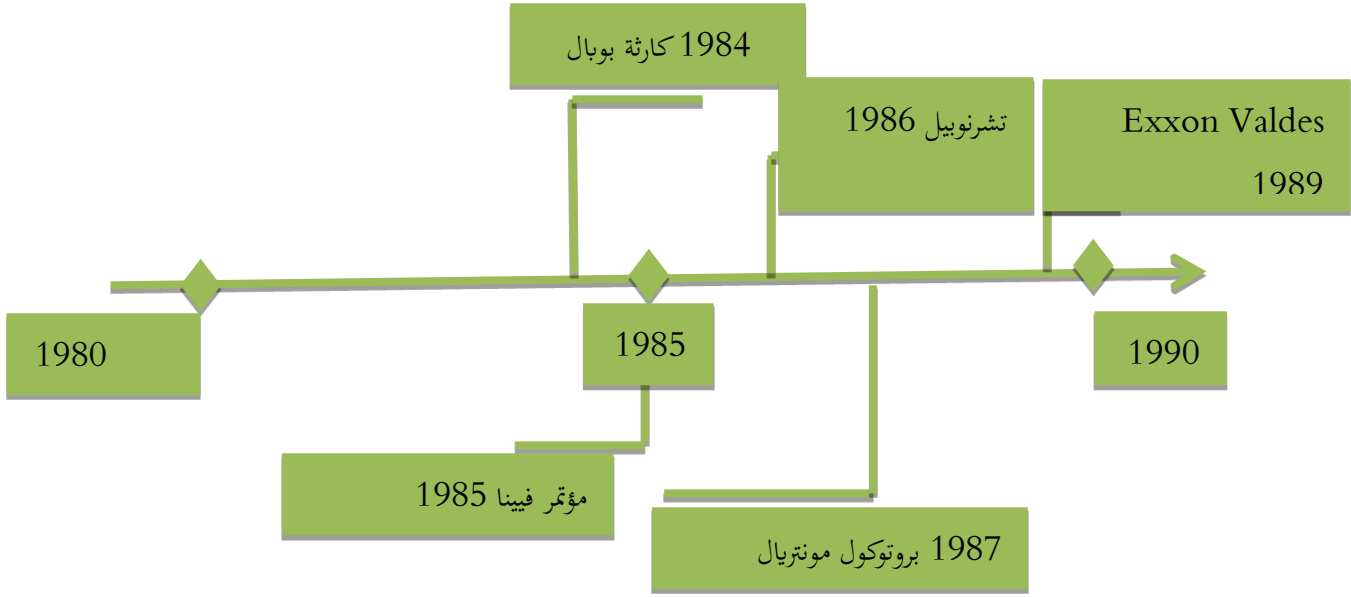 1984 كارثة بوبال
تشرنوبيل 1986
Exxon Valdes
1989
1980
1985
1990
مؤتمر فيينا 1985
1987 بروتوكول مونتريال